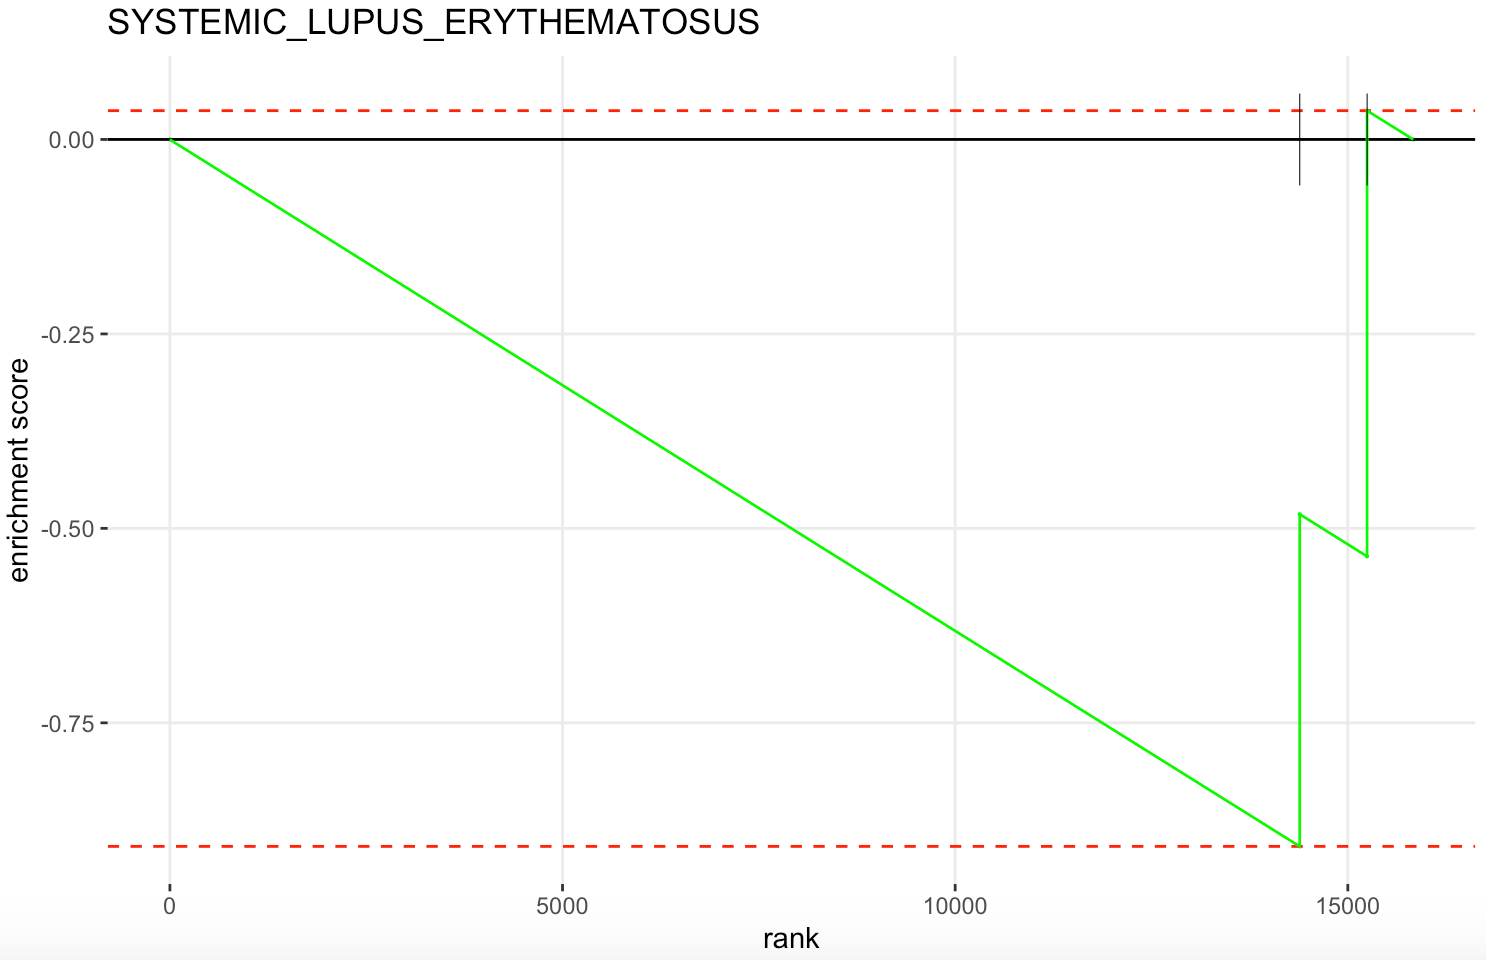 SYSTEMIC_LUPUS_ERYTHEMATOSUS
0.00
-0.25
-0.50
-0.75
enrichment score
0 5000 10000 15000
rank